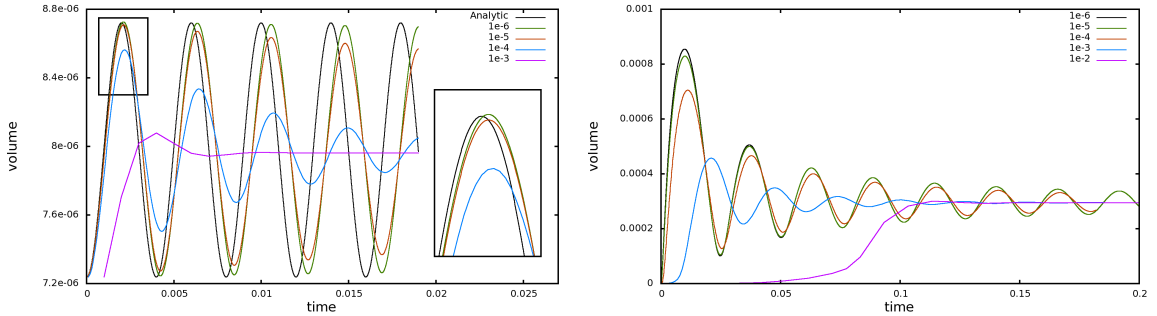 8.8e-06
8.4e-06
8e-06
7.6e-06
7.2e-06
volume
0
0.005
0.01
0.015
0.02
0.025
time
Analytic
1e-6
1e-5
1e-4
1e-3
0.001
0.0008
0.0006
0.0004
0.0002
0
volume
0
0.05
0.1
0.15
0.2
time
1e-6
1e-5
1e-4
1e-3
1e-2